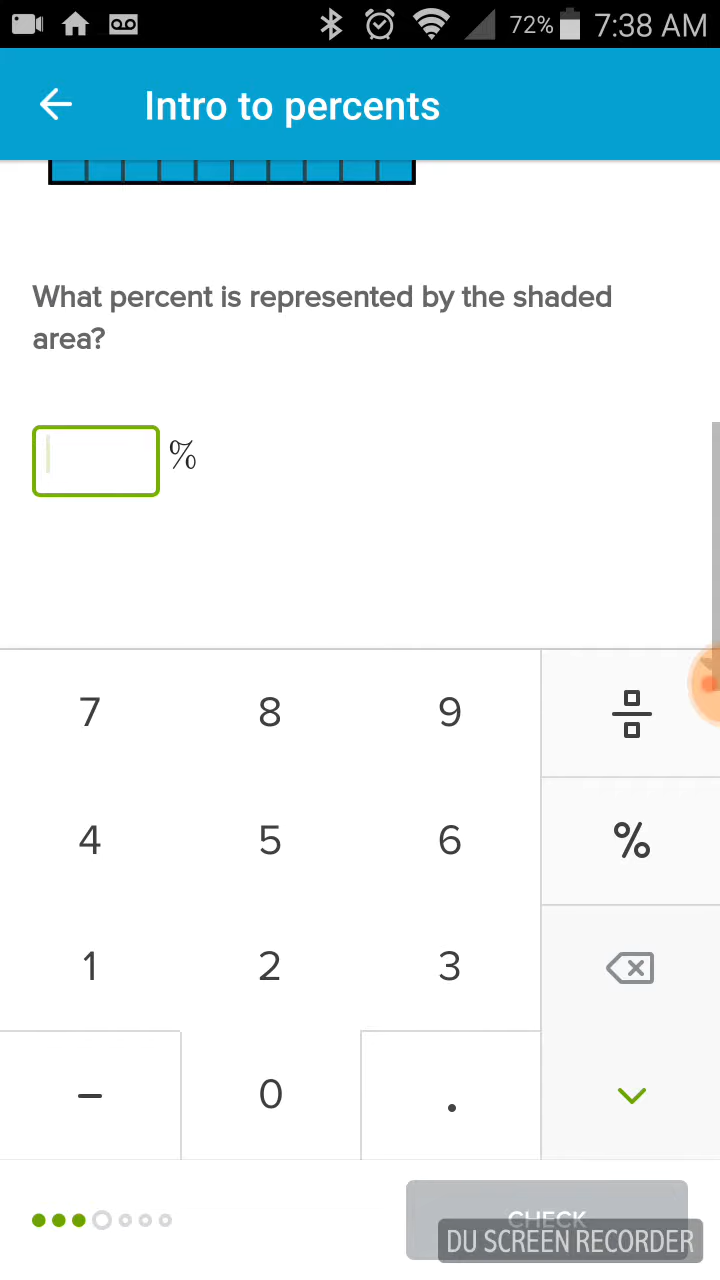 72% 7:38 AM
Intro to percents
What percent is represented by the shaded
area?
%
7 8 9
4 5 6 %
1 2 3
– 0 .
CHECK
DU SCREEN RECORDER